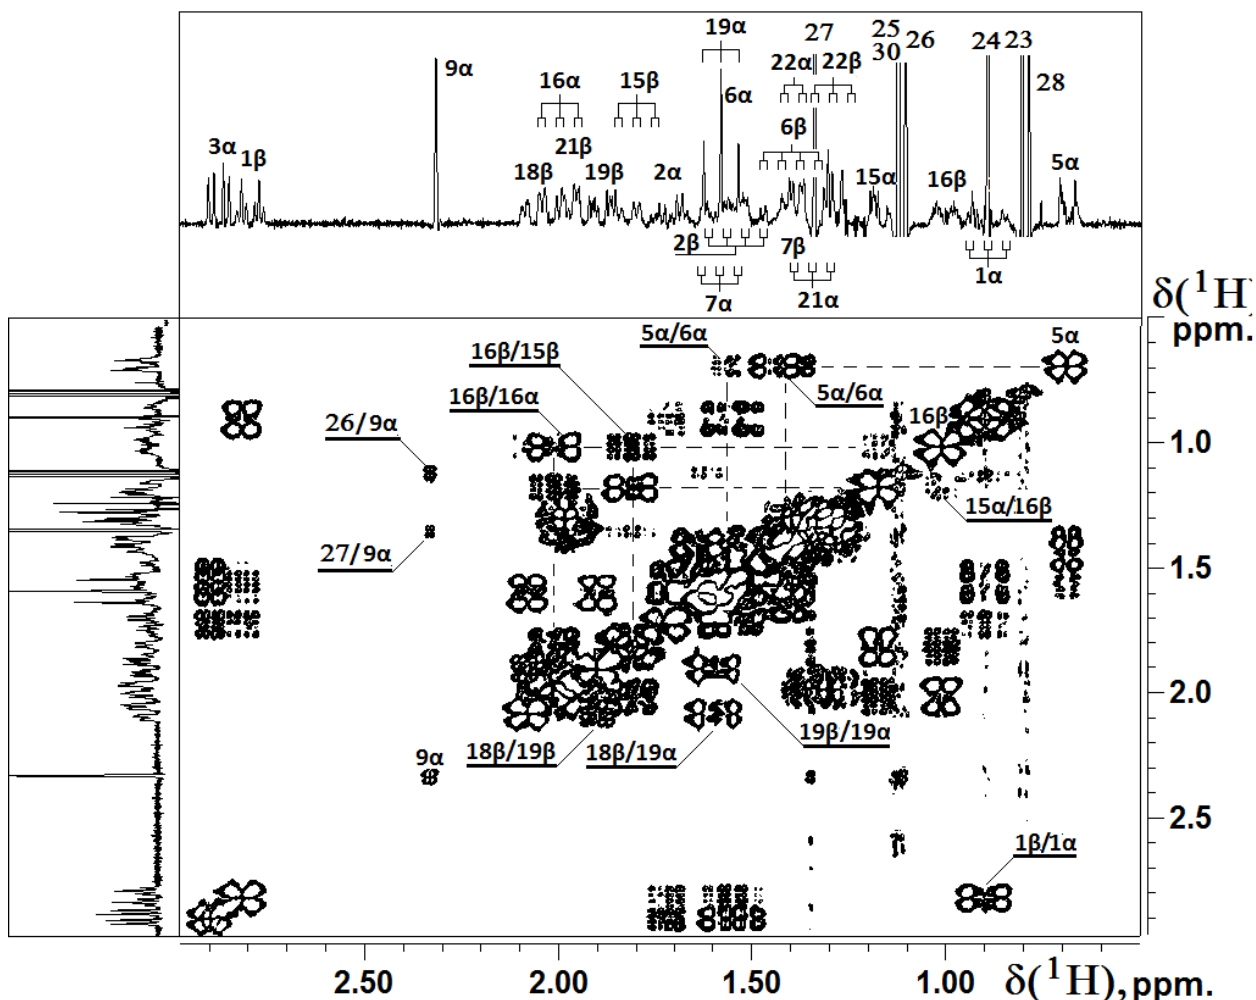 19α
27
25
30
26
24
23
28
9α
16α
15β
6α
22α
22β
3α
1β
18β
21β
19β
2α
6β
15α
16β
5α
2β
7α
7β
21α
1α
δ(¹H)
ppm.
5α/6α
5α
16β/15β
16β/16α
5α/6α
26/9α
16β
1.0
15α/16β
27/9α
1.5
2.0
19β/19α
18β/19β
18β/19α
9α
2.5
1β/1α
2.50
2.00
1.50
1.00
δ(¹H), ppm.